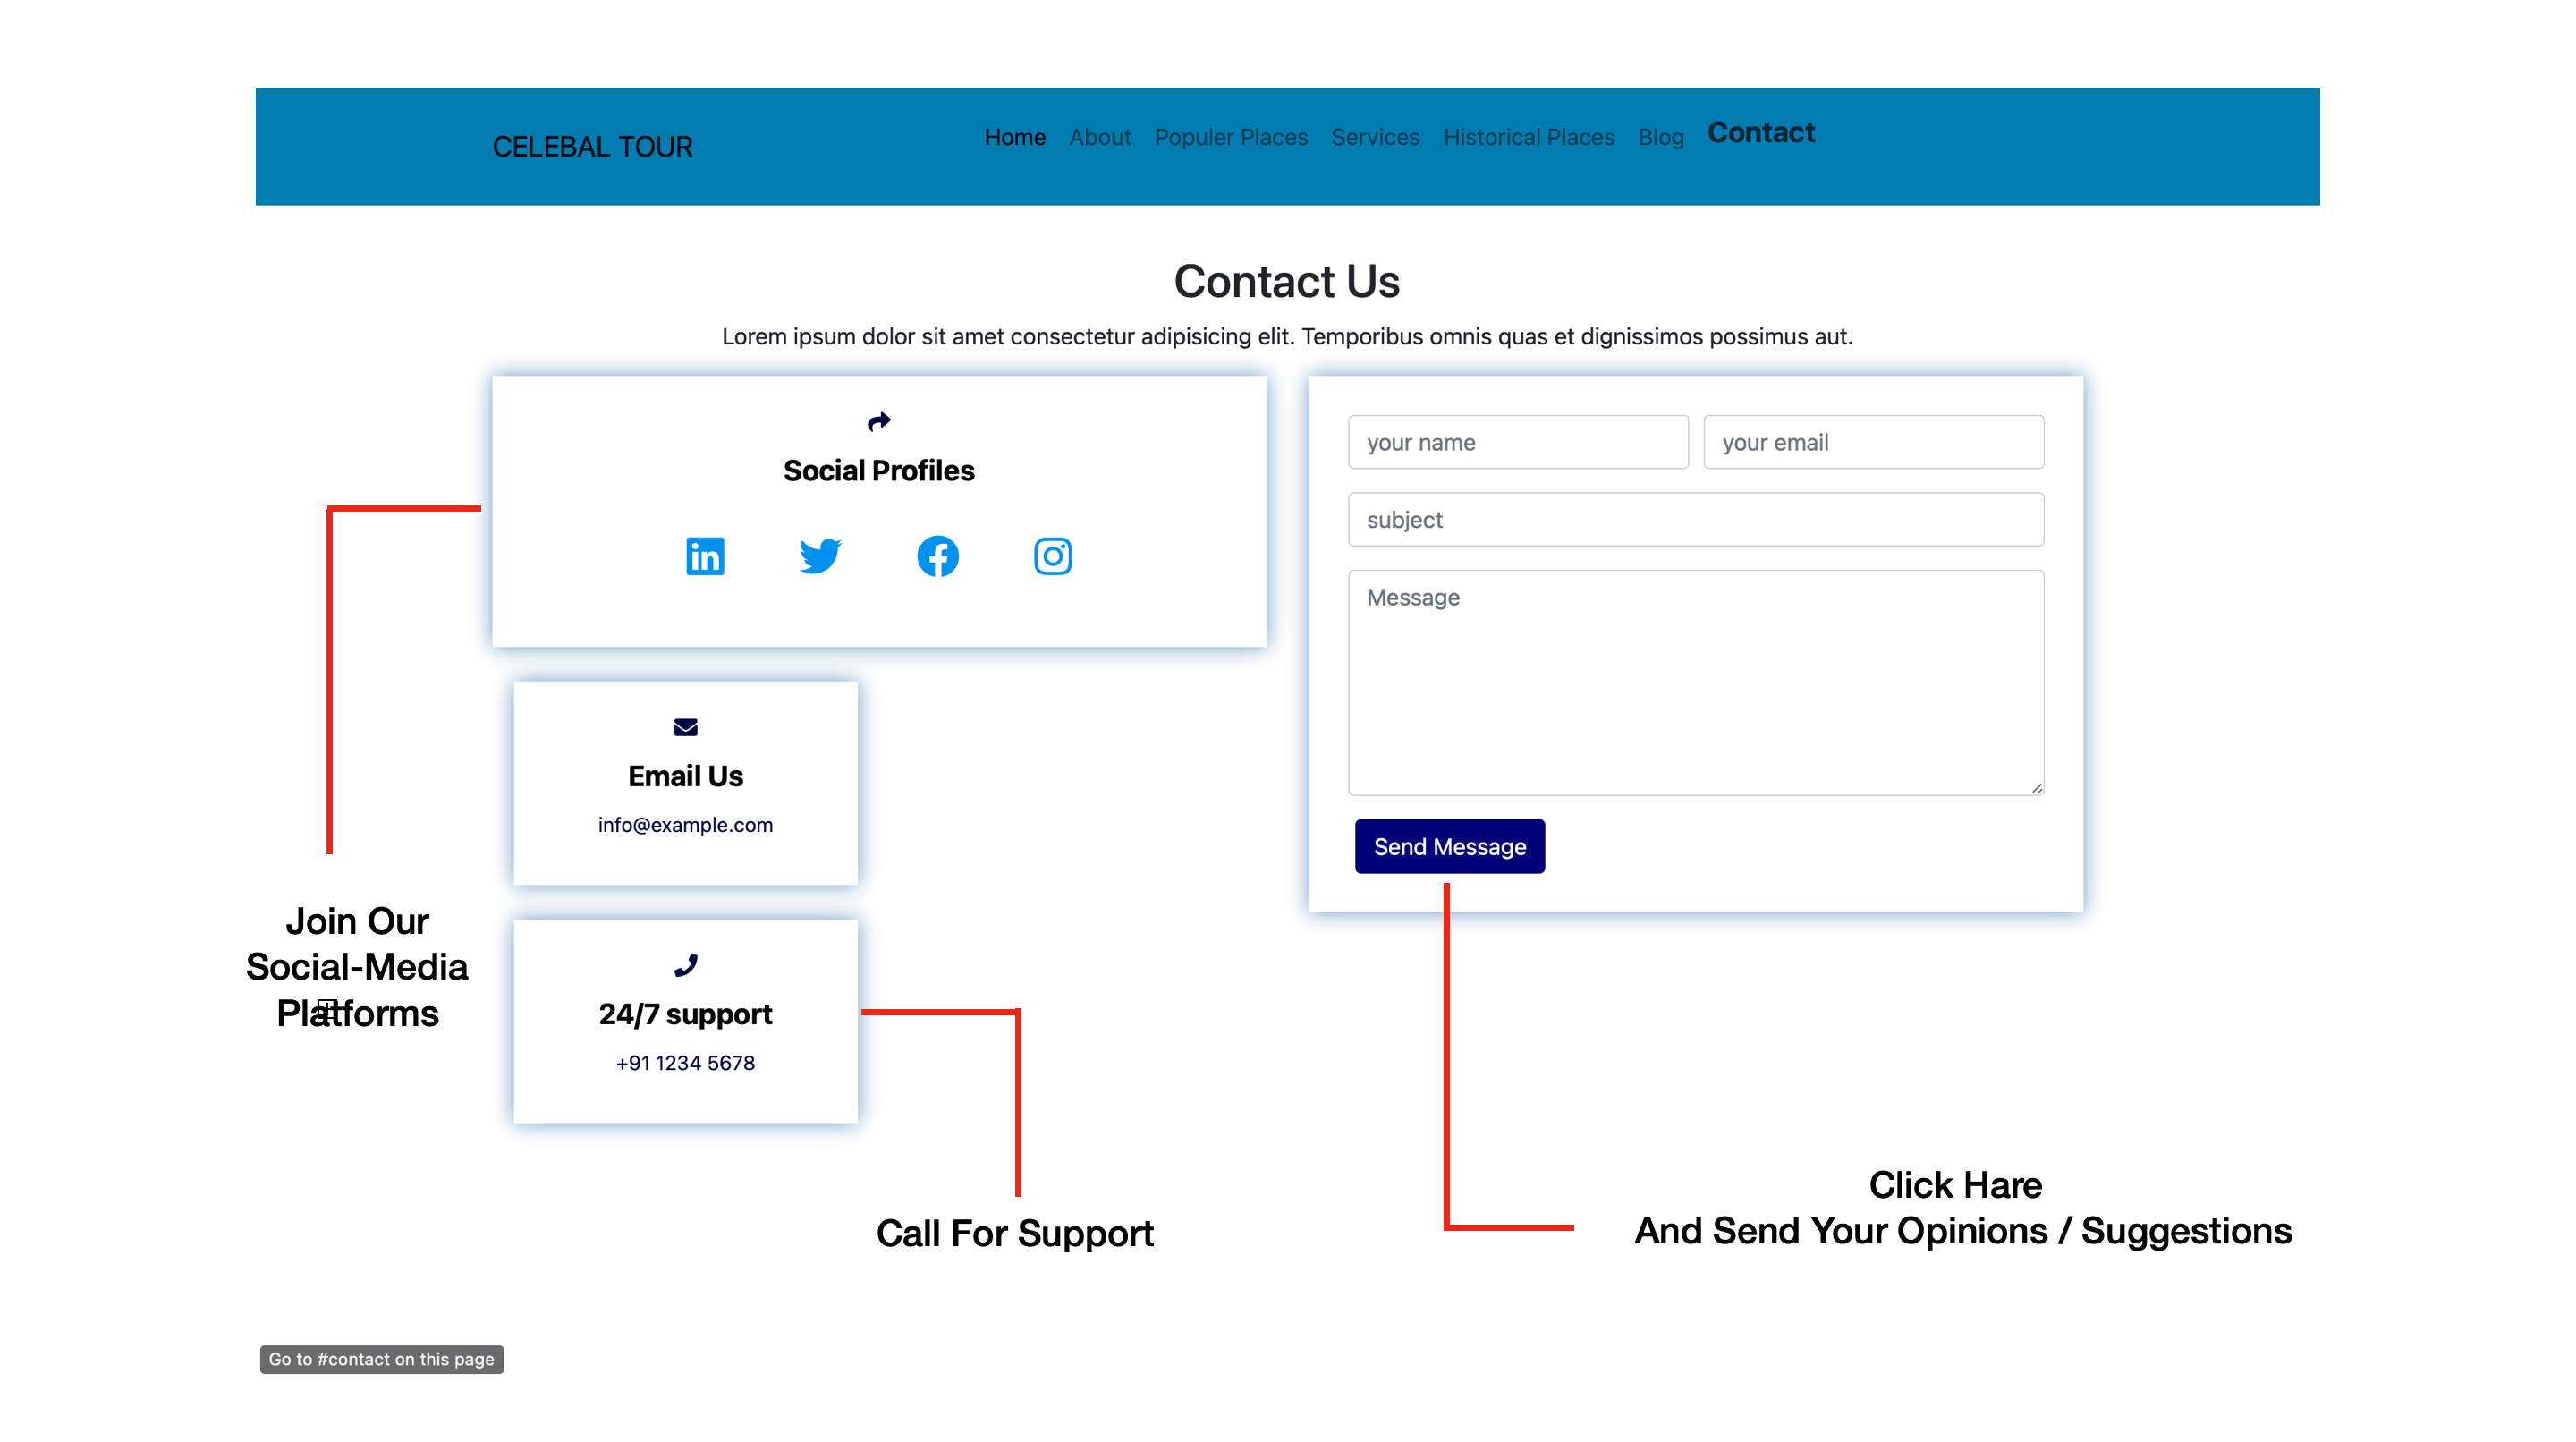 CELEBAL TOUR
Home About Populer Places Services Historical Places Blog Contact
Contact Us
Lorem ipsum dolor sit amet consectetur adipisicing elit. Temporibus omnis quas et dignissimos possimus aut.
Social Profiles
your name
your email
subject
Message
Send Message
Email Us
info@example.com
24/7 support
+91 1234 5678
Join Our
Social-Media
Platforms
Call For Support
Click Hare
And Send Your Opinions / Suggestions
Go to #contact on this page